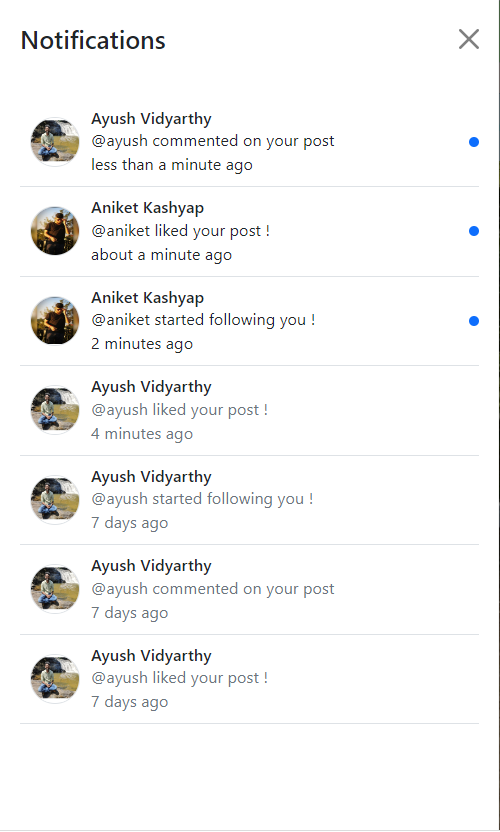 Notifications
Ayush Vidyarthy
@ayush commented on your post
less than a minute ago
Aniket Kashyap
@aniket liked your post !
about a minute ago
Aniket Kashyap
@aniket started following you !
2 minutes ago
Ayush Vidyarthy
@ayush liked your post !
4 minutes ago
Ayush Vidyarthy
@ayush started following you !
7 days ago
Ayush Vidyarthy
@ayush commented on your post
7 days ago
Ayush Vidyarthy
@ayush liked your post !
7 days ago